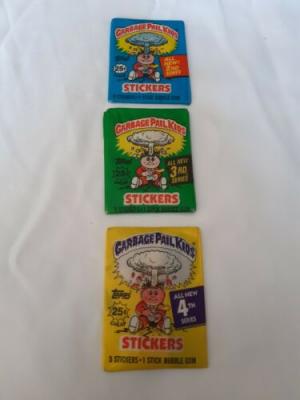 GARBAGE PAIL KIDS
Topps
25¢
ALL NEW!
2ND SERIES
STICKERS
GARBAGE PAIL KIDS
Topps
25¢
ALL NEW
3RD
SERIES
STICKERS
GARBAGE PAIL KIDS
Topps
25¢
ALL NEW
4TH
SERIES
STICKERS
5 STICKERS • 1 STICK BUBBLE GUM